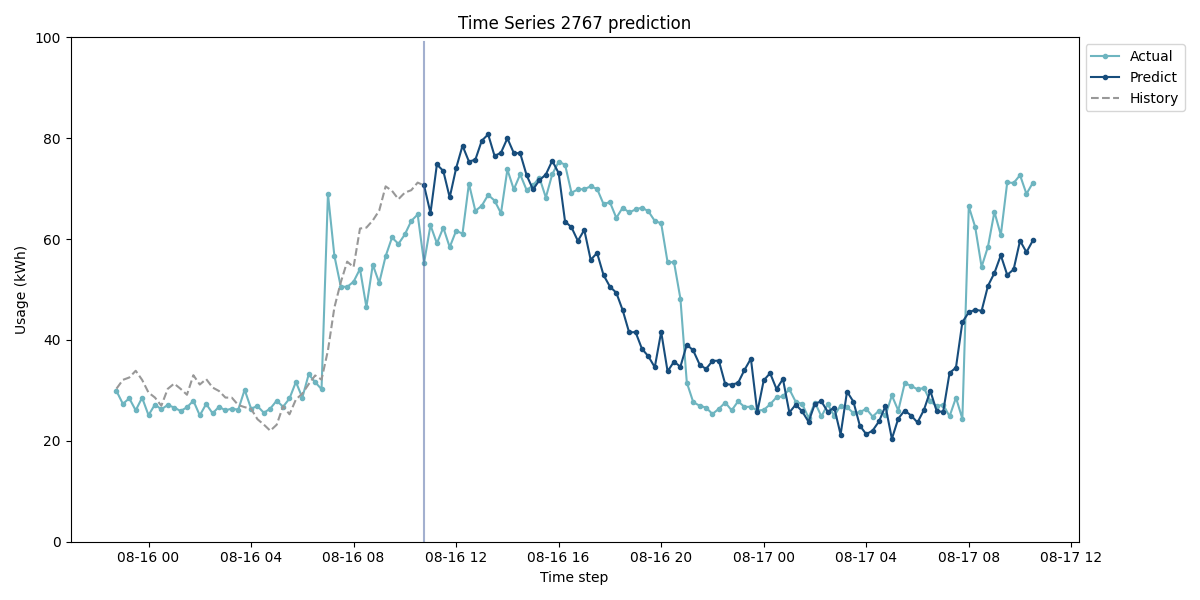 Time Series 2767 prediction
Actual
Predict
History
Usage (kWh)
100
80
60
40
20
0
08-16 00
08-16 04
08-16 08
08-16 12
08-16 16
08-16 20
08-17 00
08-17 04
08-17 08
08-17 12
Time step